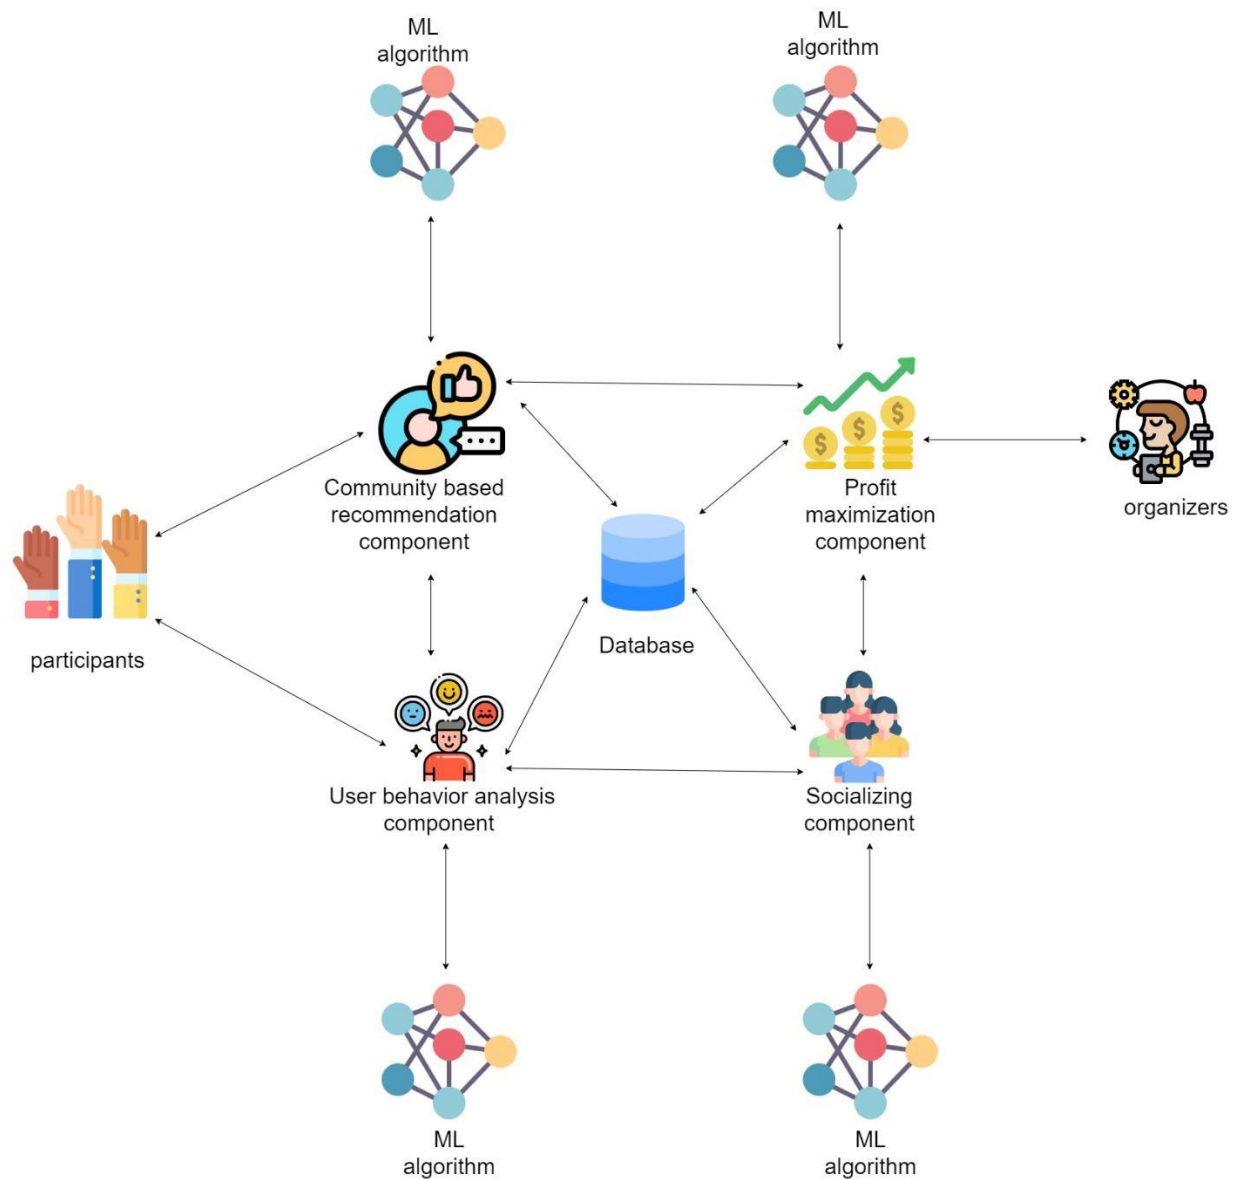 ML
algorithm
ML
algorithm
Community based
recommendation
component
Profit
maximization
component
organizers
Database
participants
User behavior analysis
component
Socializing
component
ML
algorithm
ML
algorithm